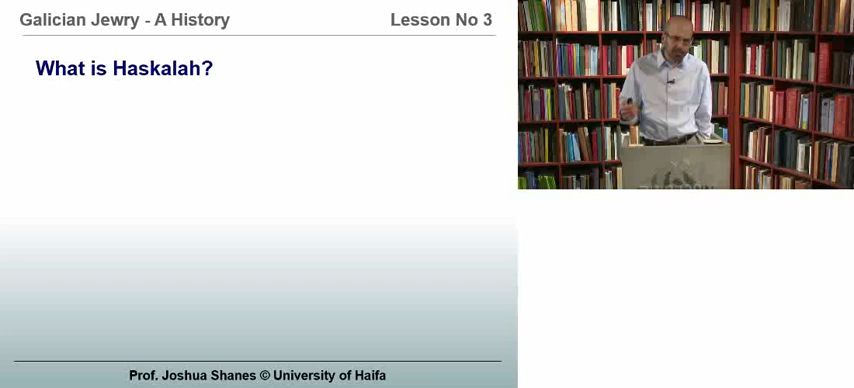 Galician Jewry - A History
Lesson No 3
What is Haskalah?
Prof. Joshua Shanes © University of Haifa